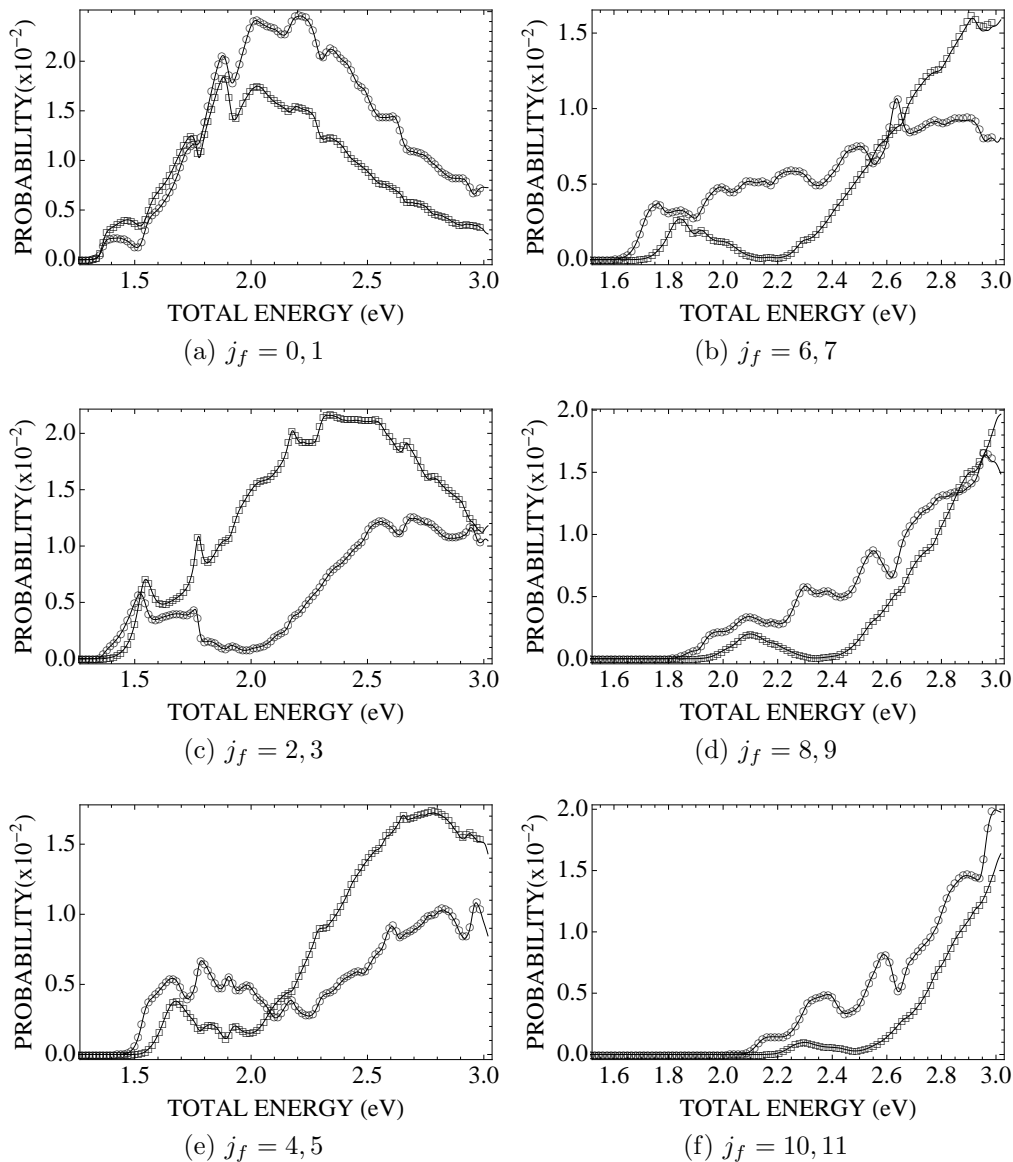 PROBABILITY(x10⁻²)
2.5
2.0
1.5
1.0
0.5
0.0
1.5 2.0 2.5 3.0
TOTAL ENERGY (eV)
(a) j_f = 0, 1
PROBABILITY(x10⁻²)
1.5
1.0
0.5
0.0
1.6 1.8 2.0 2.2 2.4 2.6 2.8 3.0
TOTAL ENERGY (eV)
(b) j_f = 6, 7
PROBABILITY(x10⁻²)
2.0
1.5
1.0
0.5
0.0
1.5 2.0 2.5 3.0
TOTAL ENERGY (eV)
(c) j_f = 2, 3
PROBABILITY(x10⁻²)
2.0
1.5
1.0
0.5
0.0
1.6 1.8 2.0 2.2 2.4 2.6 2.8 3.0
TOTAL ENERGY (eV)
(d) j_f = 8, 9
PROBABILITY(x10⁻²)
1.5
1.0
0.5
0.0
1.5 2.0 2.5 3.0
TOTAL ENERGY (eV)
(e) j_f = 4, 5
PROBABILITY(x10⁻²)
2.0
1.5
1.0
0.5
0.0
1.6 1.8 2.0 2.2 2.4 2.6 2.8 3.0
TOTAL ENERGY (eV)
(f) j_f = 10, 11